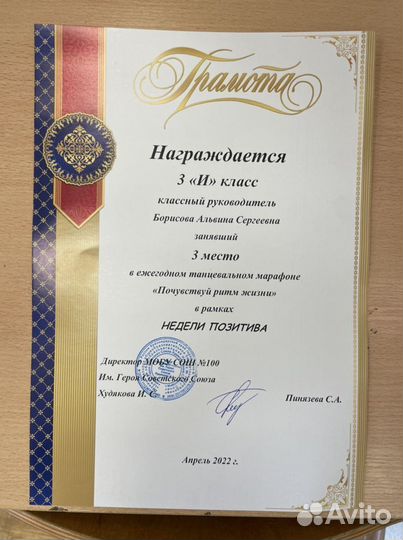 Грамота
Награждается
3 «И» класс
классный руководитель
Борисова Альвина Сергеевна
занявший
3 место
в ежегодном танцевальном марафоне
«Почувствуй ритм жизни»
в рамках
НЕДЕЛИ ПОЗИТИВА
Директор МОБУ СОШ №100
Им. Героя Советского Союза
Худякова И. С.
Пинязева С.А.
Апрель 2022 г.
Avito